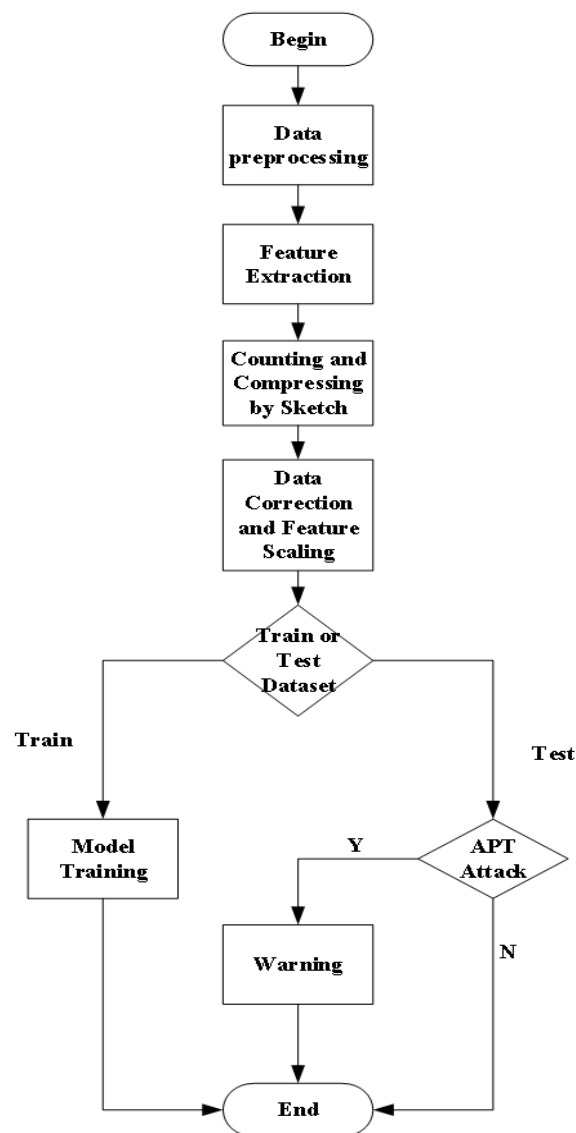 Begin
Data
preprocessing
Feature
Extraction
Counting and
Compressing
by Sketch
Data
Correction
and Feature
Scaling
Train or
Test
Dataset
Train
Test
Model
Training
Y
APT
Attack
Warning
N
End